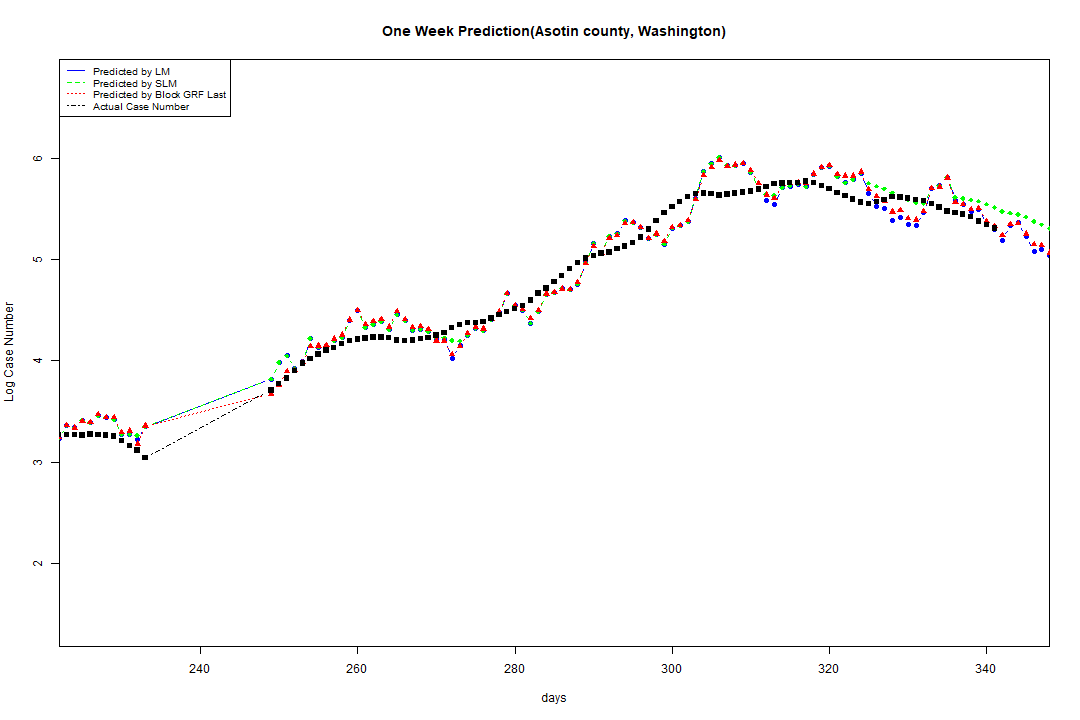 One Week Prediction(Asotin county, Washington)
Predicted by LM
Predicted by SLM
Predicted by Block GRF Last
Actual Case Number
Log Case Number
6
5
4
3
2
240 260 280 300 320 340
days